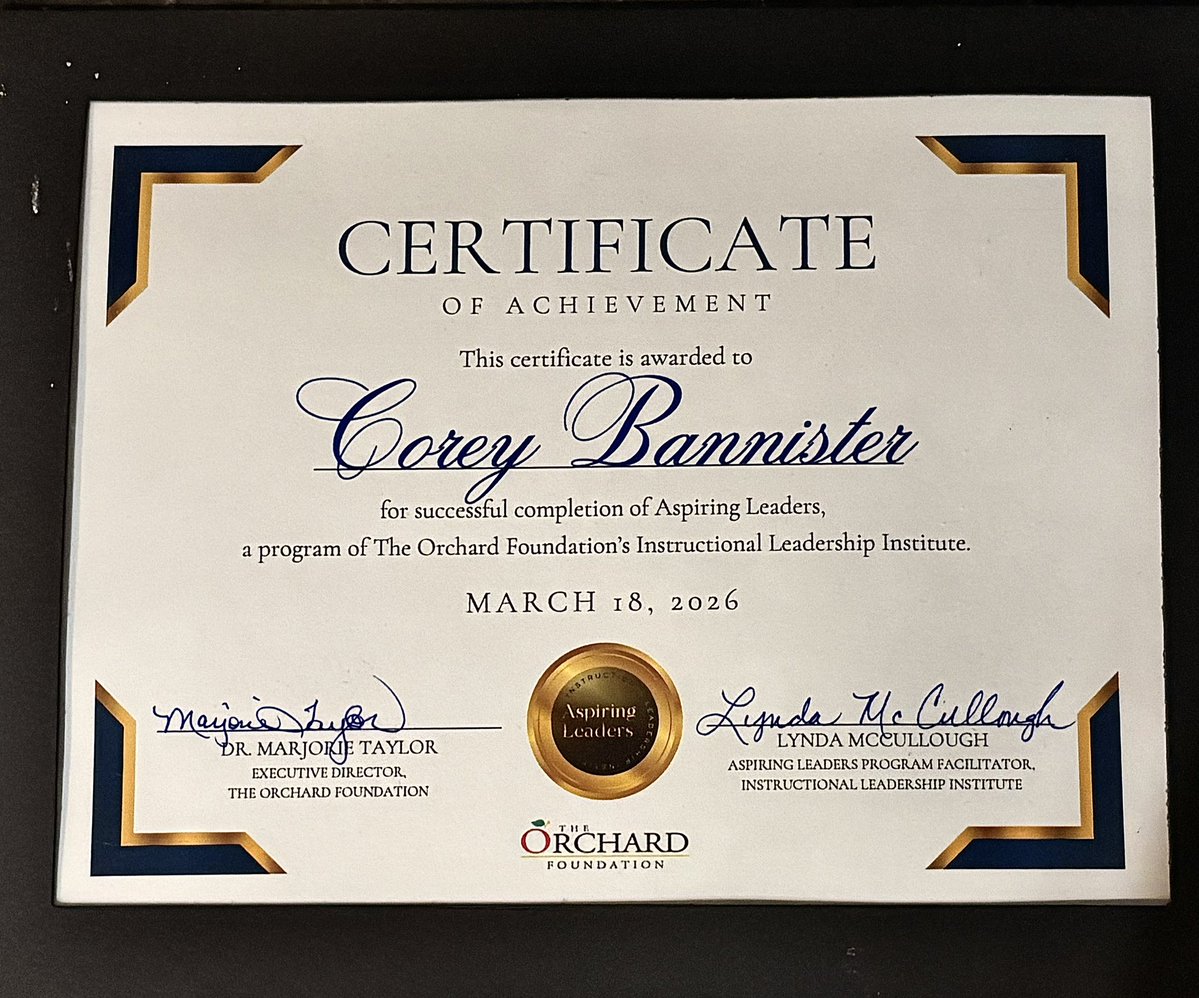 CERTIFICATE
OF ACHIEVEMENT
This certificate is awarded to
Corey Bannister
for successful completion of Aspiring Leaders,
a program of The Orchard Foundation's Instructional Leadership Institute.
MARCH 18, 2026
Marjorie Taylor
DR. MARJORIE TAYLOR
EXECUTIVE DIRECTOR,
THE ORCHARD FOUNDATION
Aspiring
Leaders
Lynda McCullough
LYNDA MCCULLOUGH
ASPIRING LEADERS PROGRAM FACILITATOR,
INSTRUCTIONAL LEADERSHIP INSTITUTE
THE
ORCHARD
FOUNDATION